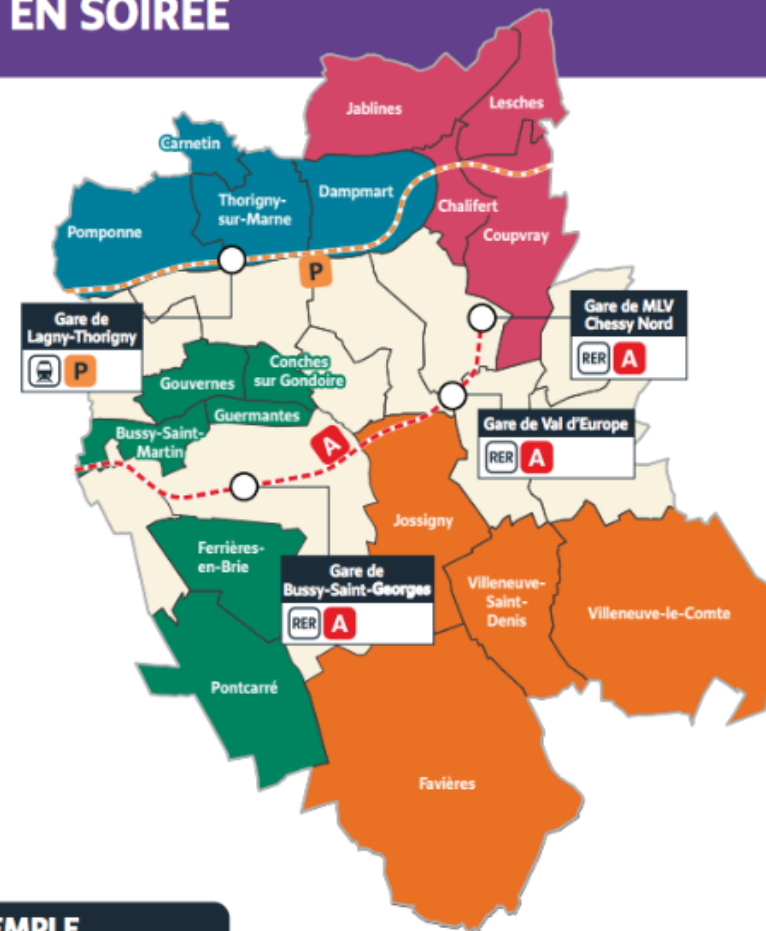 EN SOIRÉE
Jablines
Lesches
Carnetin
Thorigny-
sur-Marne
Dampmart
Pomponne
Chalifert
Coupvray
P
Gare de
Lagny-Thorigny
P
Gare de MLV
Chessy Nord
RER A
Gouvernes
Conches
sur Gondoire
Guermantes
Bussy-Saint-
Martin
A
Gare de Val d'Europe
RER A
Jossigny
Ferrières-
en-Brie
Gare de
Bussy-Saint-Georges
RER A
Villeneuve-
Saint-
Denis
Villeneuve-le-Comte
Pontcarré
Favières
EMPLE